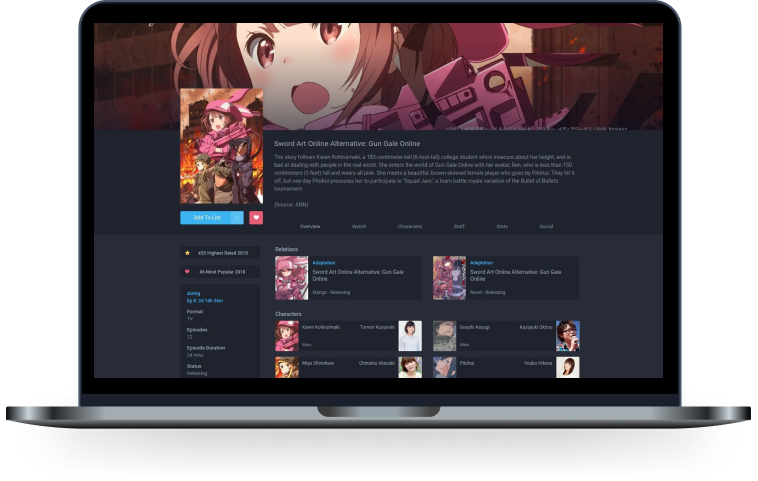 Sword Art Online Alternative: Gun Gale Online
The story follows Karen Kohiruimaki, a 183-centimeter-tall (6-foot-tall) college student who's insecure about her height, and is
bad at dealing with people in the real world. She enters the world of Gun Gale Online with her avatar, Ren, who is less than 150
centimeters (5 feet) tall and wears all pink. She meets a beautiful, brown-skinned female player who goes by Pitohui. They hit it
off, but one day Pitohui pressures her to participate in "Squad Jam," a team battle royale variation of the Bullet of Bullets
tournament.
(Source: ANN)
Add To List
Overview
Watch
Characters
Staff
Stats
Social
#25 Highest Rated 2018
#6 Most Popular 2018
Airing
Format
TV
Episodes
12
Episode Duration
24 mins
Status
Releasing
Relations
Adaptation
Sword Art Online Alternative: Gun Gale
Online
Manga · Releasing
Adaptation
Sword Art Online Alternative: Gun Gale
Online
Novel · Releasing
Characters
Karen Kohiruimaki
Tomori Kusunoki
Main
Goushi Asougi
Kazuyuki Okitsu
Main
Miyu Shinohara
Chinatsu Akasaki
Pitohui
Youko Hikasa